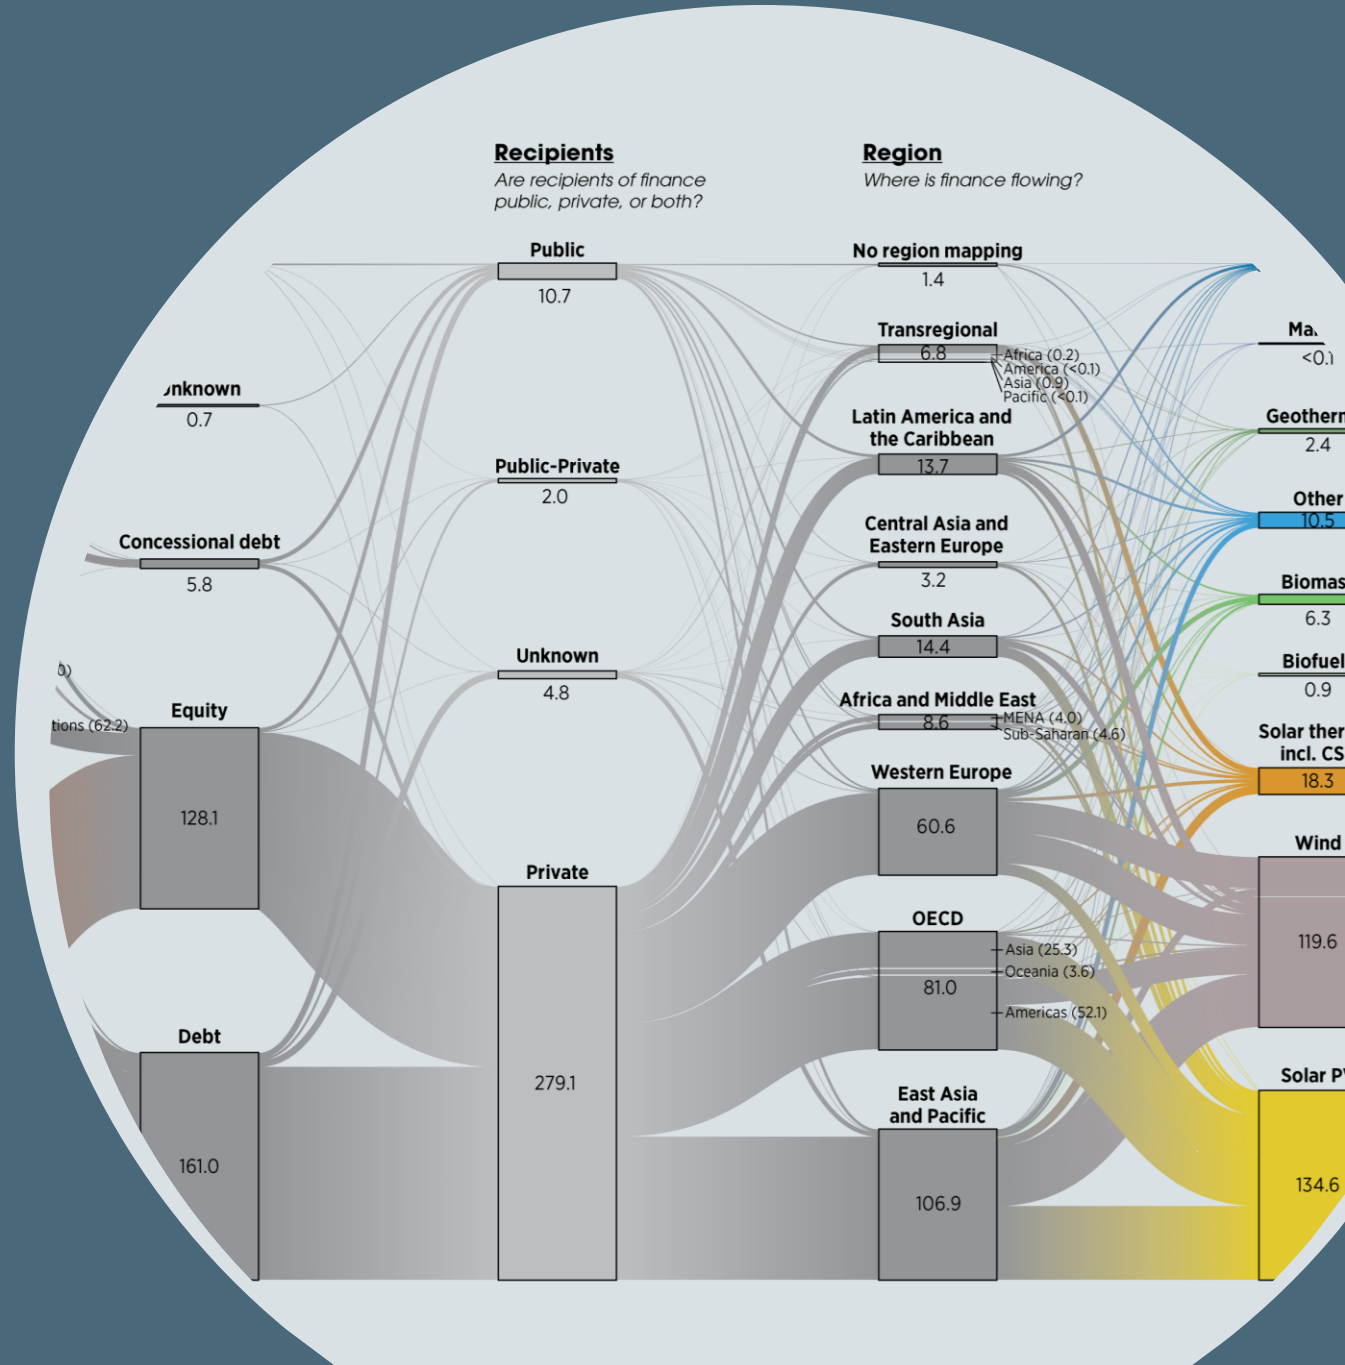 Recipients
Are recipients of finance
public, private, or both?
Region
Where is finance flowing?
Public
10.7
Public-Private
2.0
Unknown
4.8
Private
279.1
0.7
Concessional debt
5.8
(62.2)
Equity
128.1
Debt
161.0
No region mapping
1.4
Transregional
6.8
Africa (0.2)
America (<0.1)
Asia (0.9)
Pacific (<0.1)
Latin America and
the Caribbean
13.7
Central Asia and
Eastern Europe
3.2
South Asia
14.4
Africa and Middle East
8.6
MENA (4.0)
Sub-Saharan (4.6)
Western Europe
60.6
OECD
Asia (25.3)
Oceania (3.6)
81.0
Americas (52.1)
East Asia
and Pacific
106.9
<0.1
2.4
Other
10.5
6.3
0.9
Solar
incl.
18.3
Wind
119.6
Solar
134.6